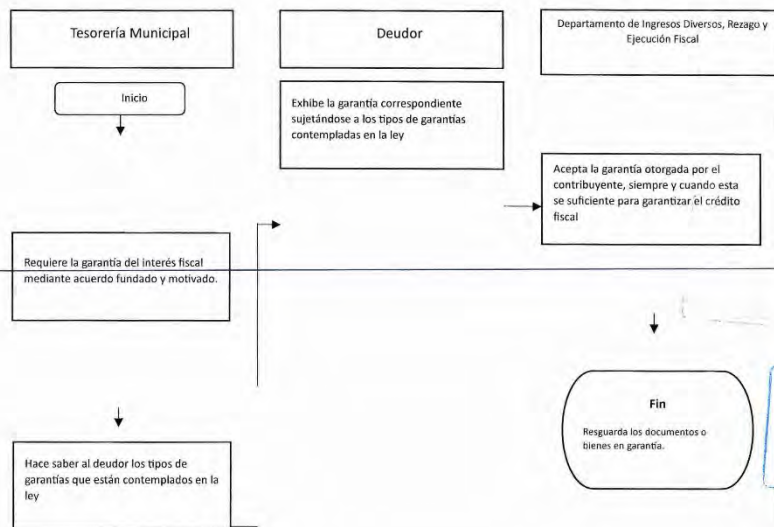 Tesorería Municipal
Deudor
Departamento de Ingresos Diversos, Rezago y
Ejecución Fiscal
Inicio
Exhibe la garantía correspondiente
sujetándose a los tipos de garantías
contempladas en la ley
Acepta la garantía otorgada por el
contribuyente, siempre y cuando esta
se suficiente para garantizar el crédito
fiscal
Requiere la garantía del interés fiscal
mediante acuerdo fundado y motivado.
Hace saber al deudor los tipos de
garantías que están contemplados en la
ley
Fin
Resguarda los documentos o
bienes en garantía.